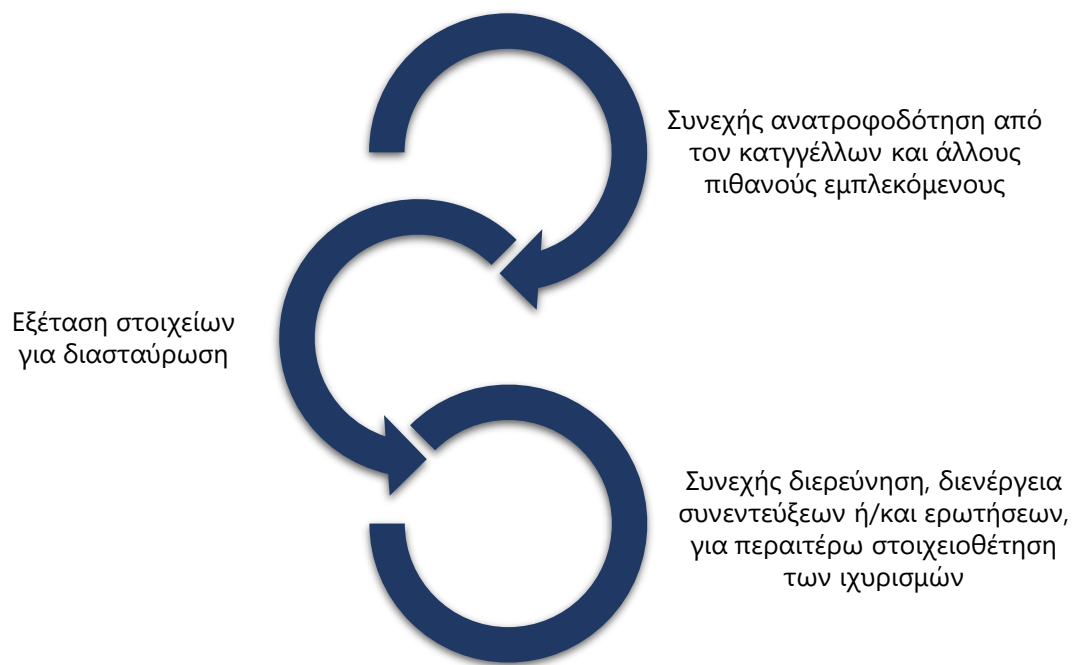 Συνεχής ανατροφοδότηση από
τον κατγγέλλων και άλλους
πιθανούς εμπλεκόμενους
Εξέταση στοιχείων
για διασταύρωση
Συνεχής διερεύνηση, διενέργεια
συνεντεύξεων ή/και ερωτήσεων,
για περαιτέρω στοιχειοθέτηση
των ιχυρισμών